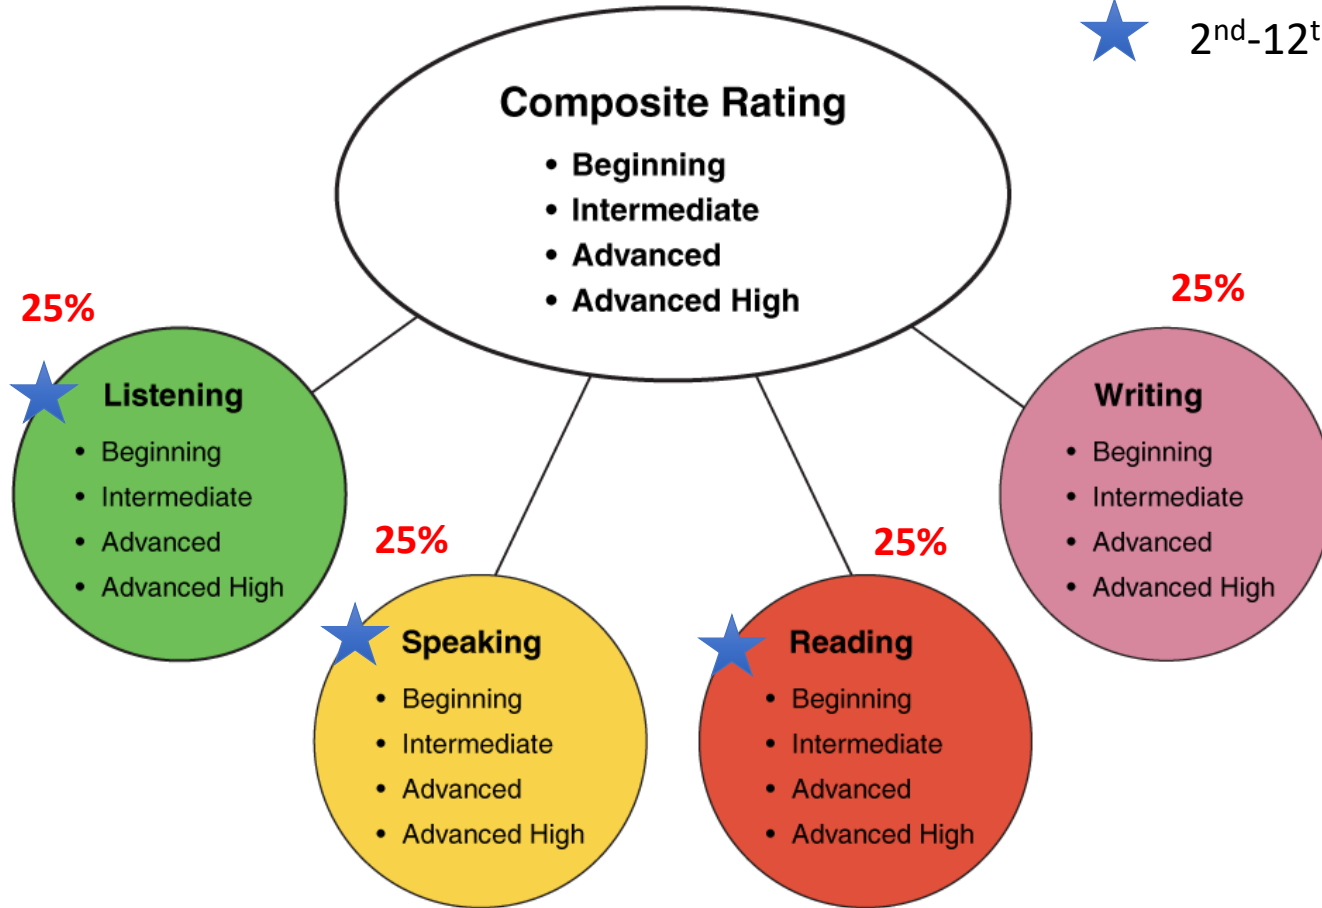 2nd-12t
Composite Rating
• Beginning
• Intermediate
• Advanced
• Advanced High
25%
Listening
• Beginning
• Intermediate
• Advanced
• Advanced High
25%
Speaking
• Beginning
• Intermediate
• Advanced
• Advanced High
25%
Reading
• Beginning
• Intermediate
• Advanced
• Advanced High
25%
Writing
• Beginning
• Intermediate
• Advanced
• Advanced High